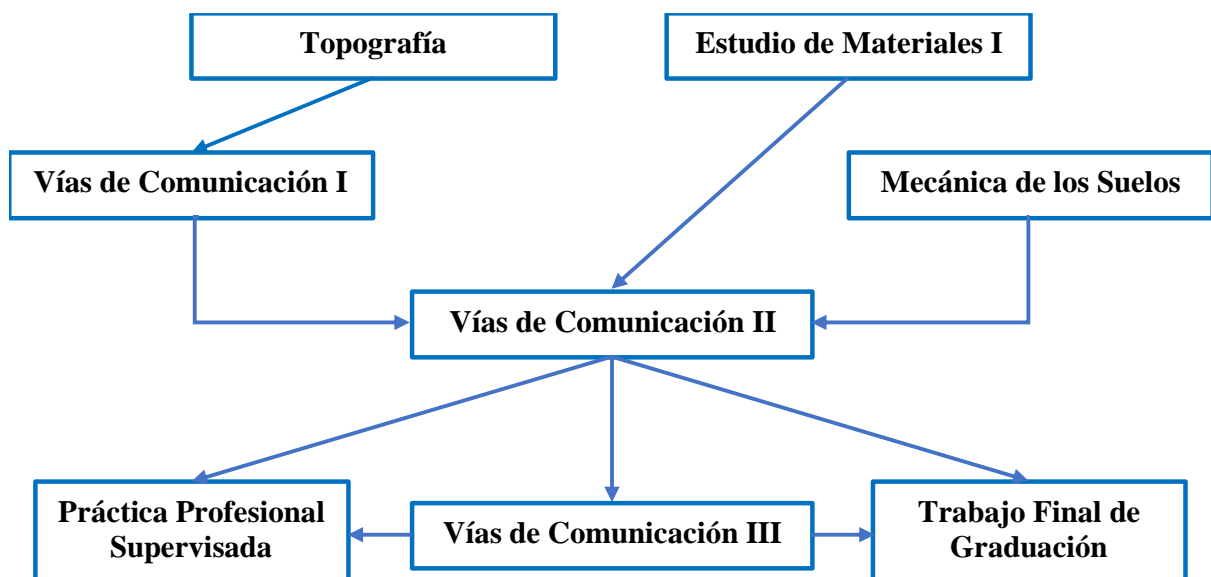 Topografía
Estudio de Materiales I
Vías de Comunicación I
Mecánica de los Suelos
Vías de Comunicación II
Práctica Profesional
Supervisada
Vías de Comunicación III
Trabajo Final de
Graduación